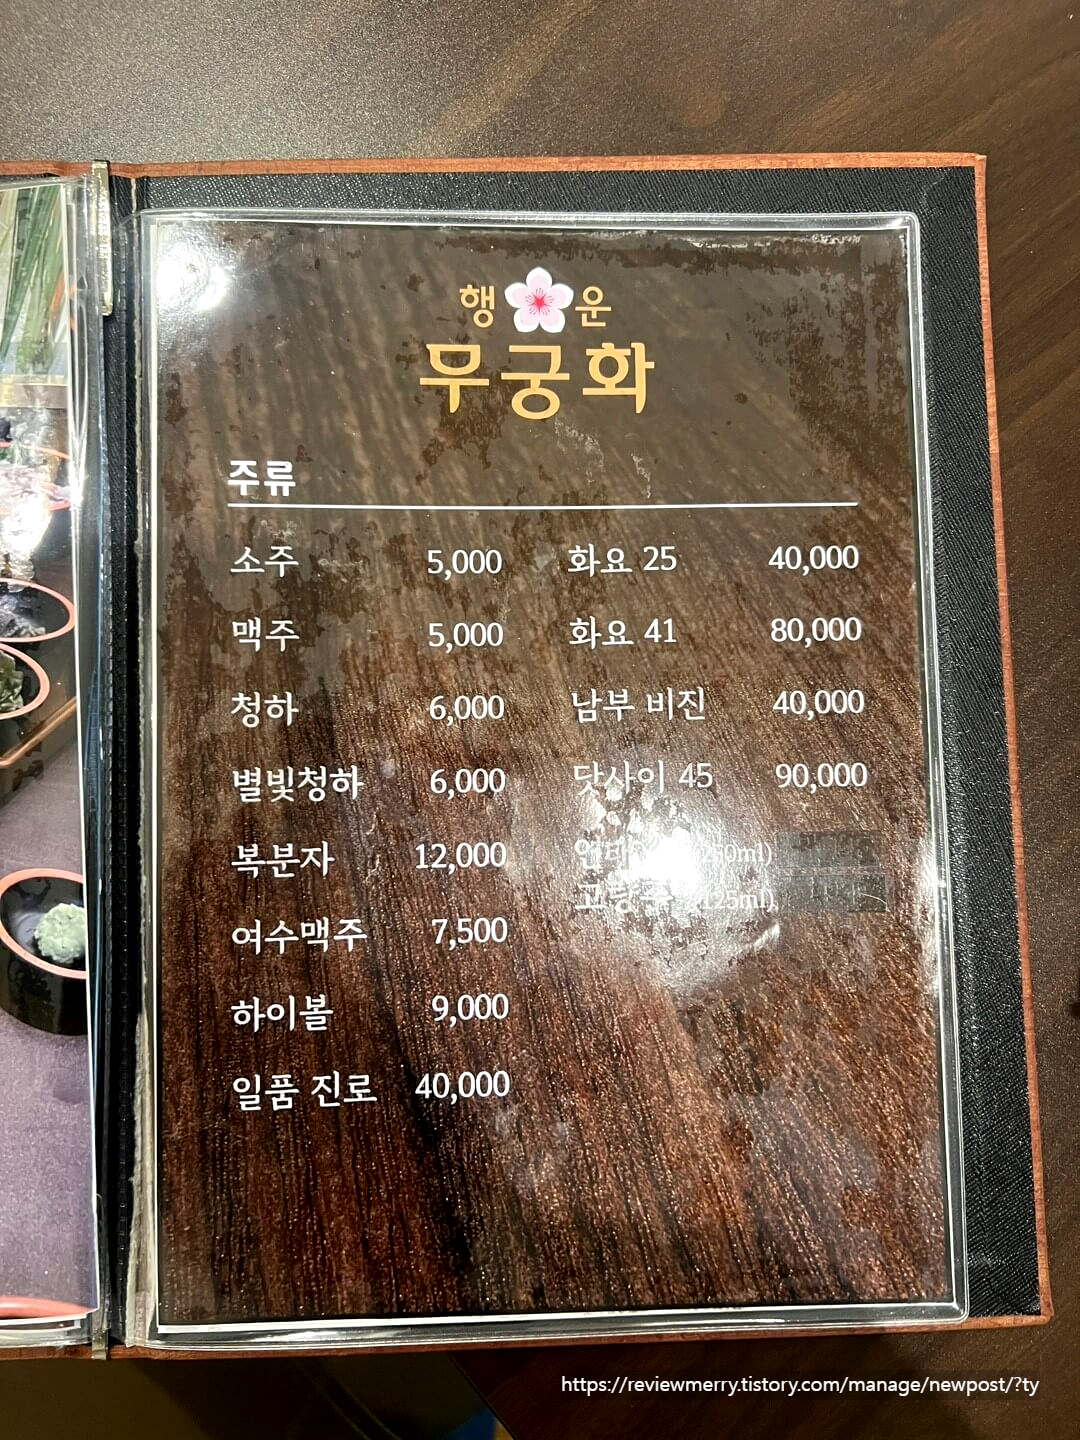 행 운
무궁화
주류
소주 5,000
맥주 5,000
청하 6,000
별빛청하 6,000
복분자 12,000
여수맥주 7,500
하이볼 9,000
일품 진로 40,000
화요 25 40,000
화요 41 80,000
남부 비진 40,000
닷사이 45 90,000
(250ml)
(125ml)
https://reviewmerry.tistory.com/manage/newpost/?ty